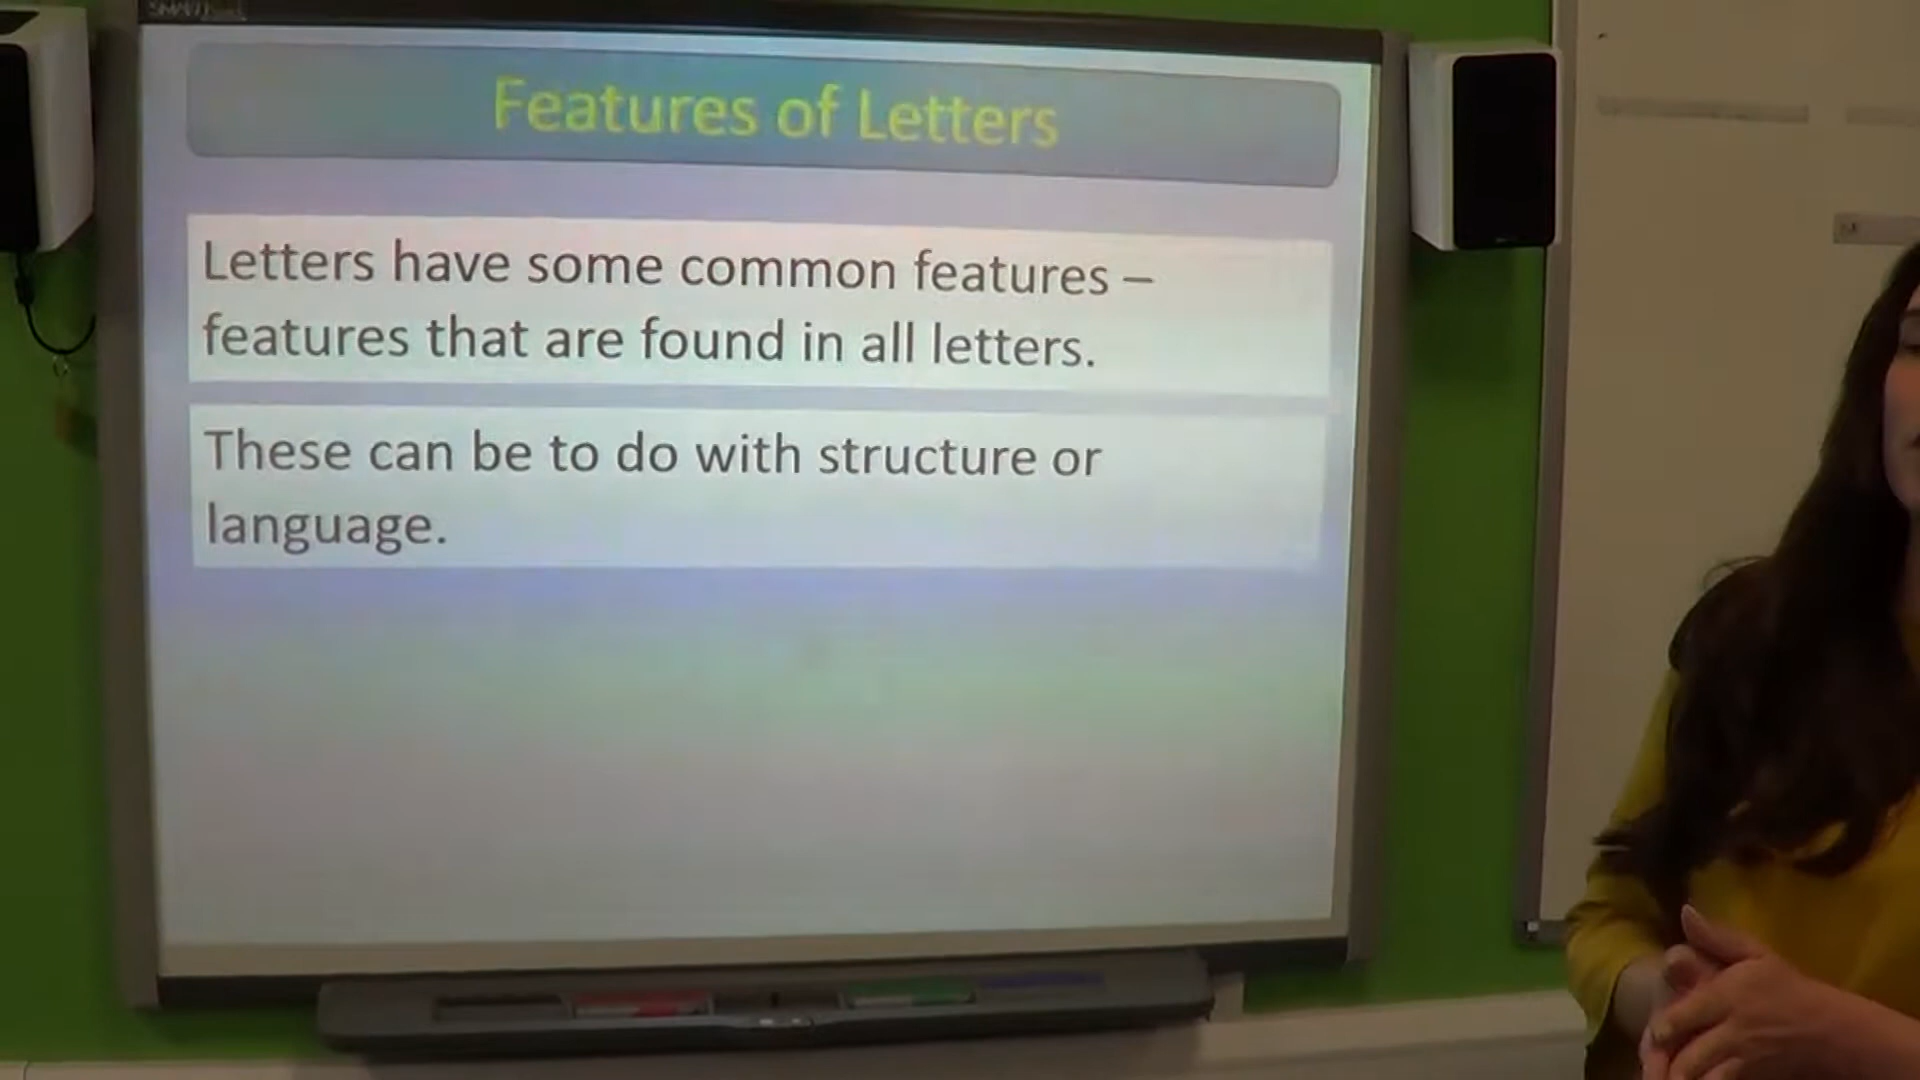 SMART
Features of Letters
Letters have some common features –
features that are found in all letters.
These can be to do with structure or
language.